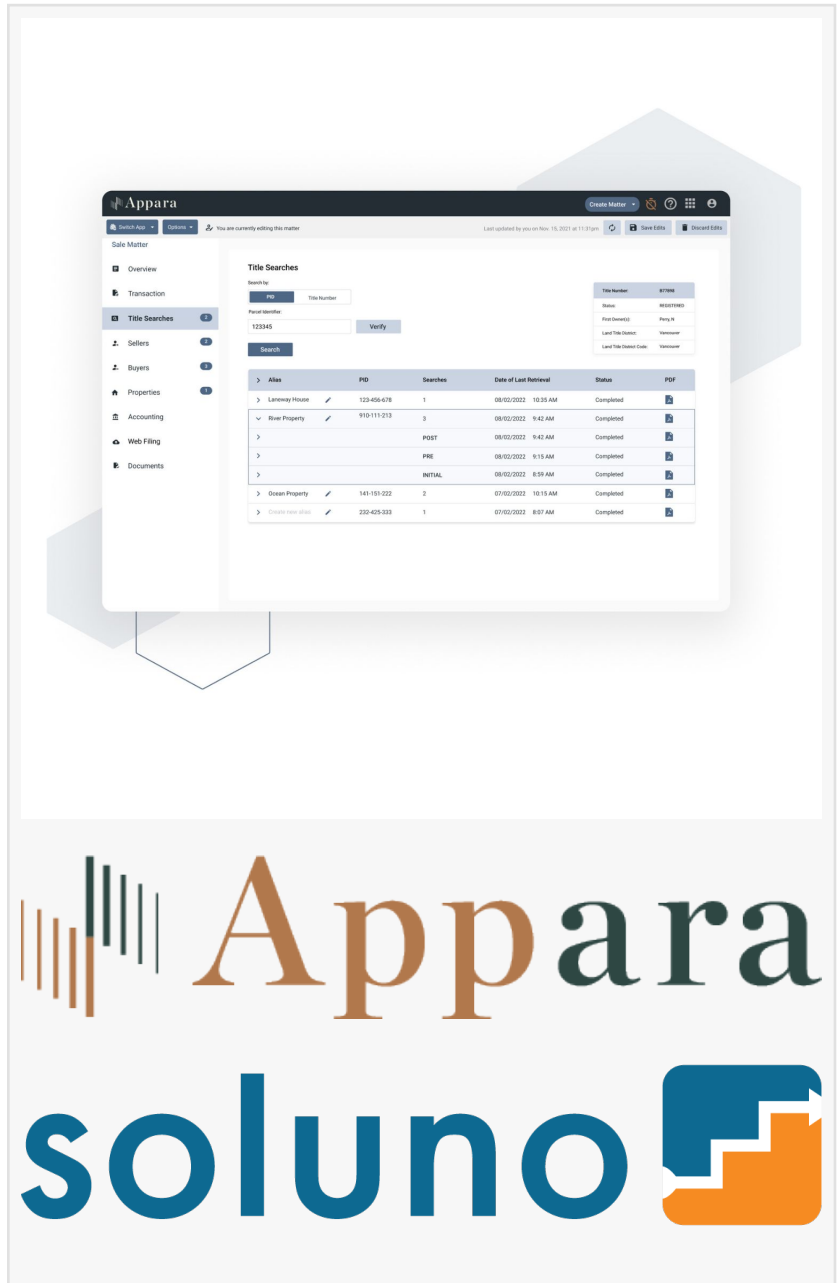 Appara
Create Matter
Switch App
Options
You are currently editing this matter
Last updated by you on Nov. 15, 2021 at 11:31pm
Save Edits
Discard Edits
Sale Matter
Overview
Transaction
Title Searches 2
Sellers 2
Buyers 2
Properties 1
Accounting
Web Filing
Documents
Title Searches
Search by:
PID Title Number
Parcel Identifier:
123345 Verify
Search
Title Number: B77898
Status: REGISTERED
First Owner(s): Perry, N
Land Title District: Vancouver
Land Title District Code: Vancouver
Alias PID Searches Date of Last Retrieval Status PDF
Laneway House 123-456-678 1 08/02/2022 10:35 AM Completed
River Property 910-111-213 3 08/02/2022 9:42 AM Completed
POST 08/02/2022 9:42 AM Completed
PRE 08/02/2022 9:15 AM Completed
INITIAL 08/02/2022 8:59 AM Completed
Ocean Property 141-151-222 2 07/02/2022 10:15 AM Completed
Create new alias 232-425-333 1 07/02/2022 8:07 AM Completed
Appara
soluno